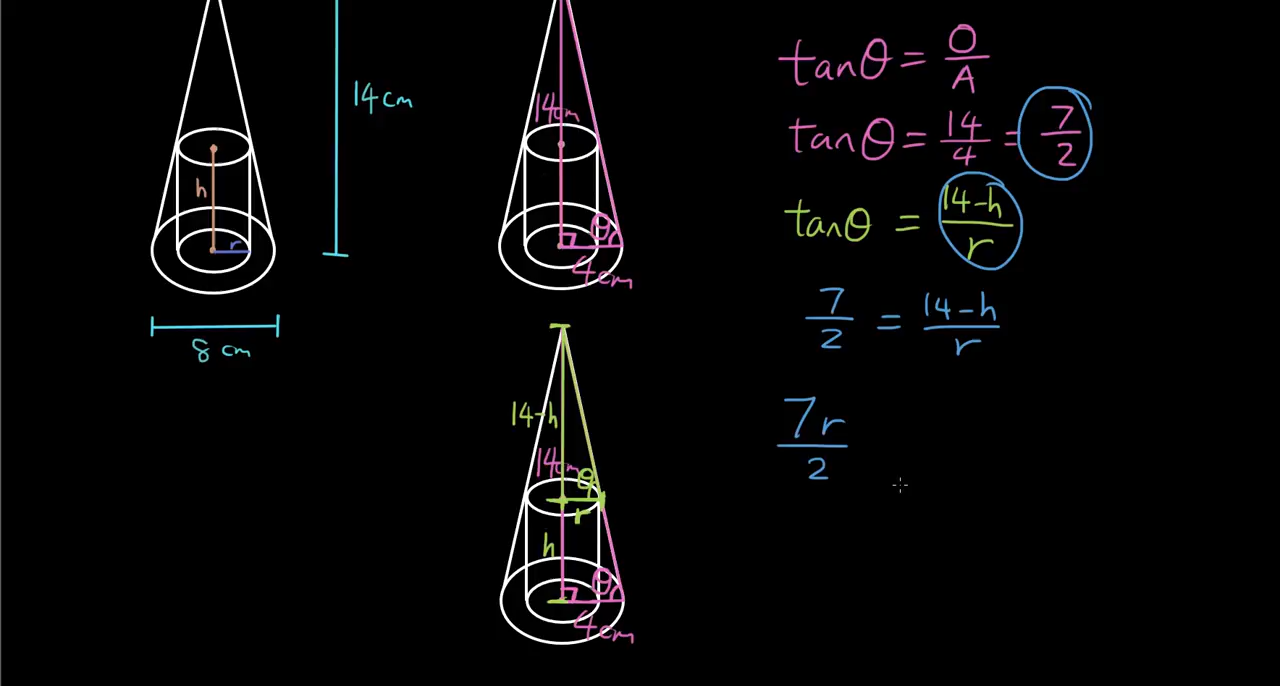 14cm
h
r
8 cm
14cm
θ
4cm
14-h
14cm
θ
r
h
θ
4cm
tanθ = O/A
tanθ = 14/4 = 7/2
tanθ = 14-h/r
7/2 = 14-h/r
7r/2